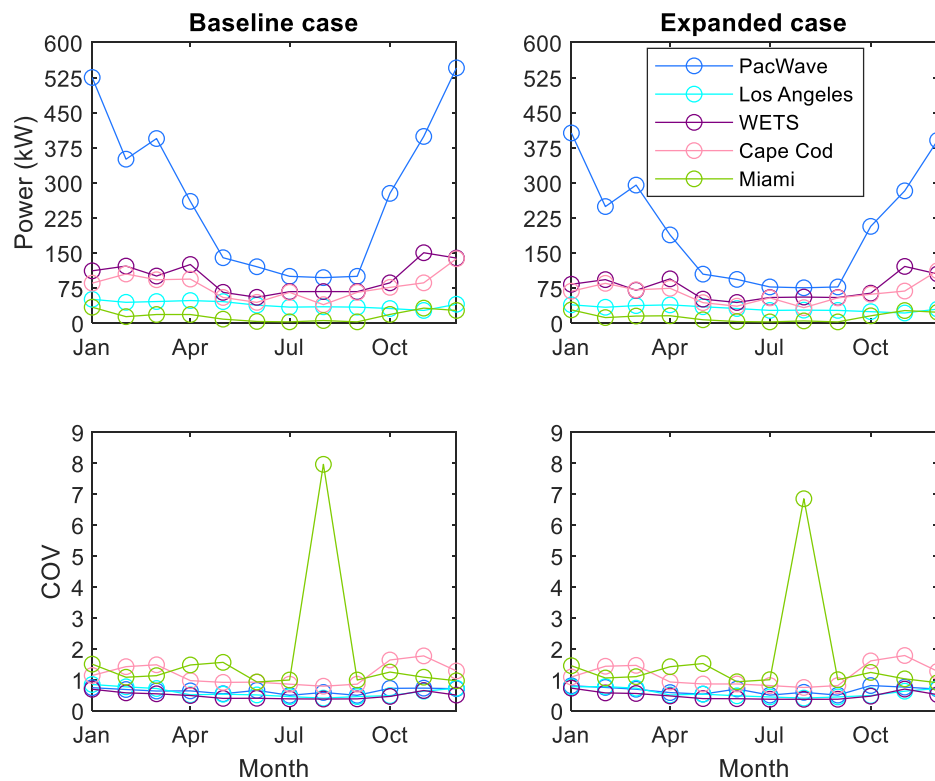 Baseline case
Expanded case
600
525
450
375
300
225
150
75
0
Power (kW)
Jan
Apr
Jul
Oct
600
525
450
375
300
225
150
75
0
Jan
Apr
Jul
Oct
PacWave
Los Angeles
WETS
Cape Cod
Miami
9
8
7
6
5
4
3
2
1
0
COV
Jan
Apr
Jul
Oct
Month
9
8
7
6
5
4
3
2
1
0
Jan
Apr
Jul
Oct
Month